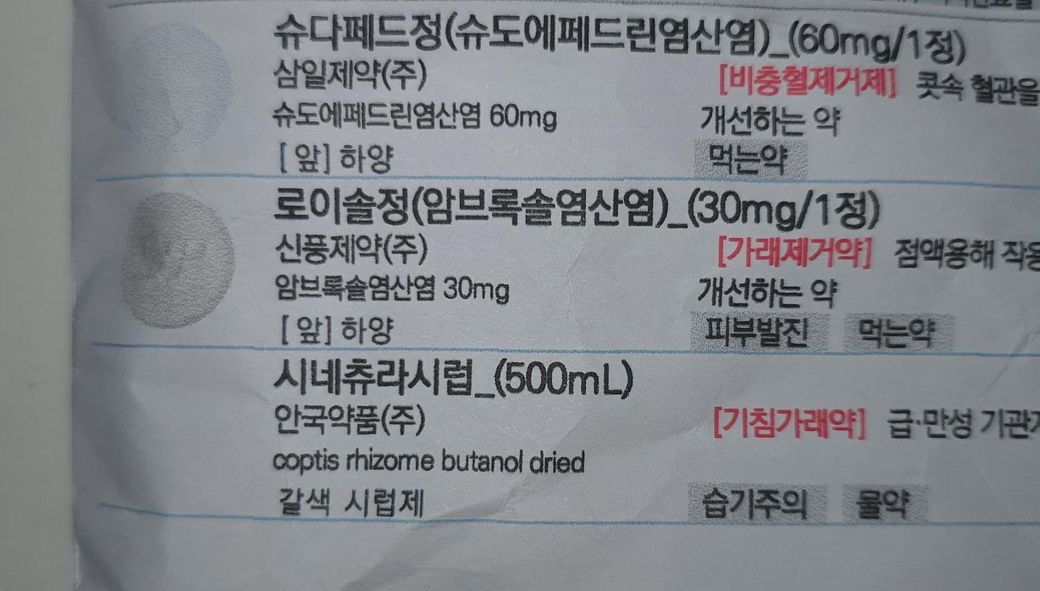 슈다페드정(슈도에페드린염산염)_(60mg/1정)
삼일제약(주) [비충혈제거제] 콧속 혈관을
슈도에페드린염산염 60mg 개선하는 약
[앞] 하양 먹는약
로이솔정(암브록솔염산염)_(30mg/1정)
신풍제약(주) [가래제거약] 점액용해 작용
암브록솔염산염 30mg 개선하는 약
[앞] 하양 피부발진 먹는약
시네츄라시럽_(500mL)
안국약품(주) [기침가래약] 급·만성 기관지
coptis rhizome butanol dried
갈색 시럽제 습기주의 물약